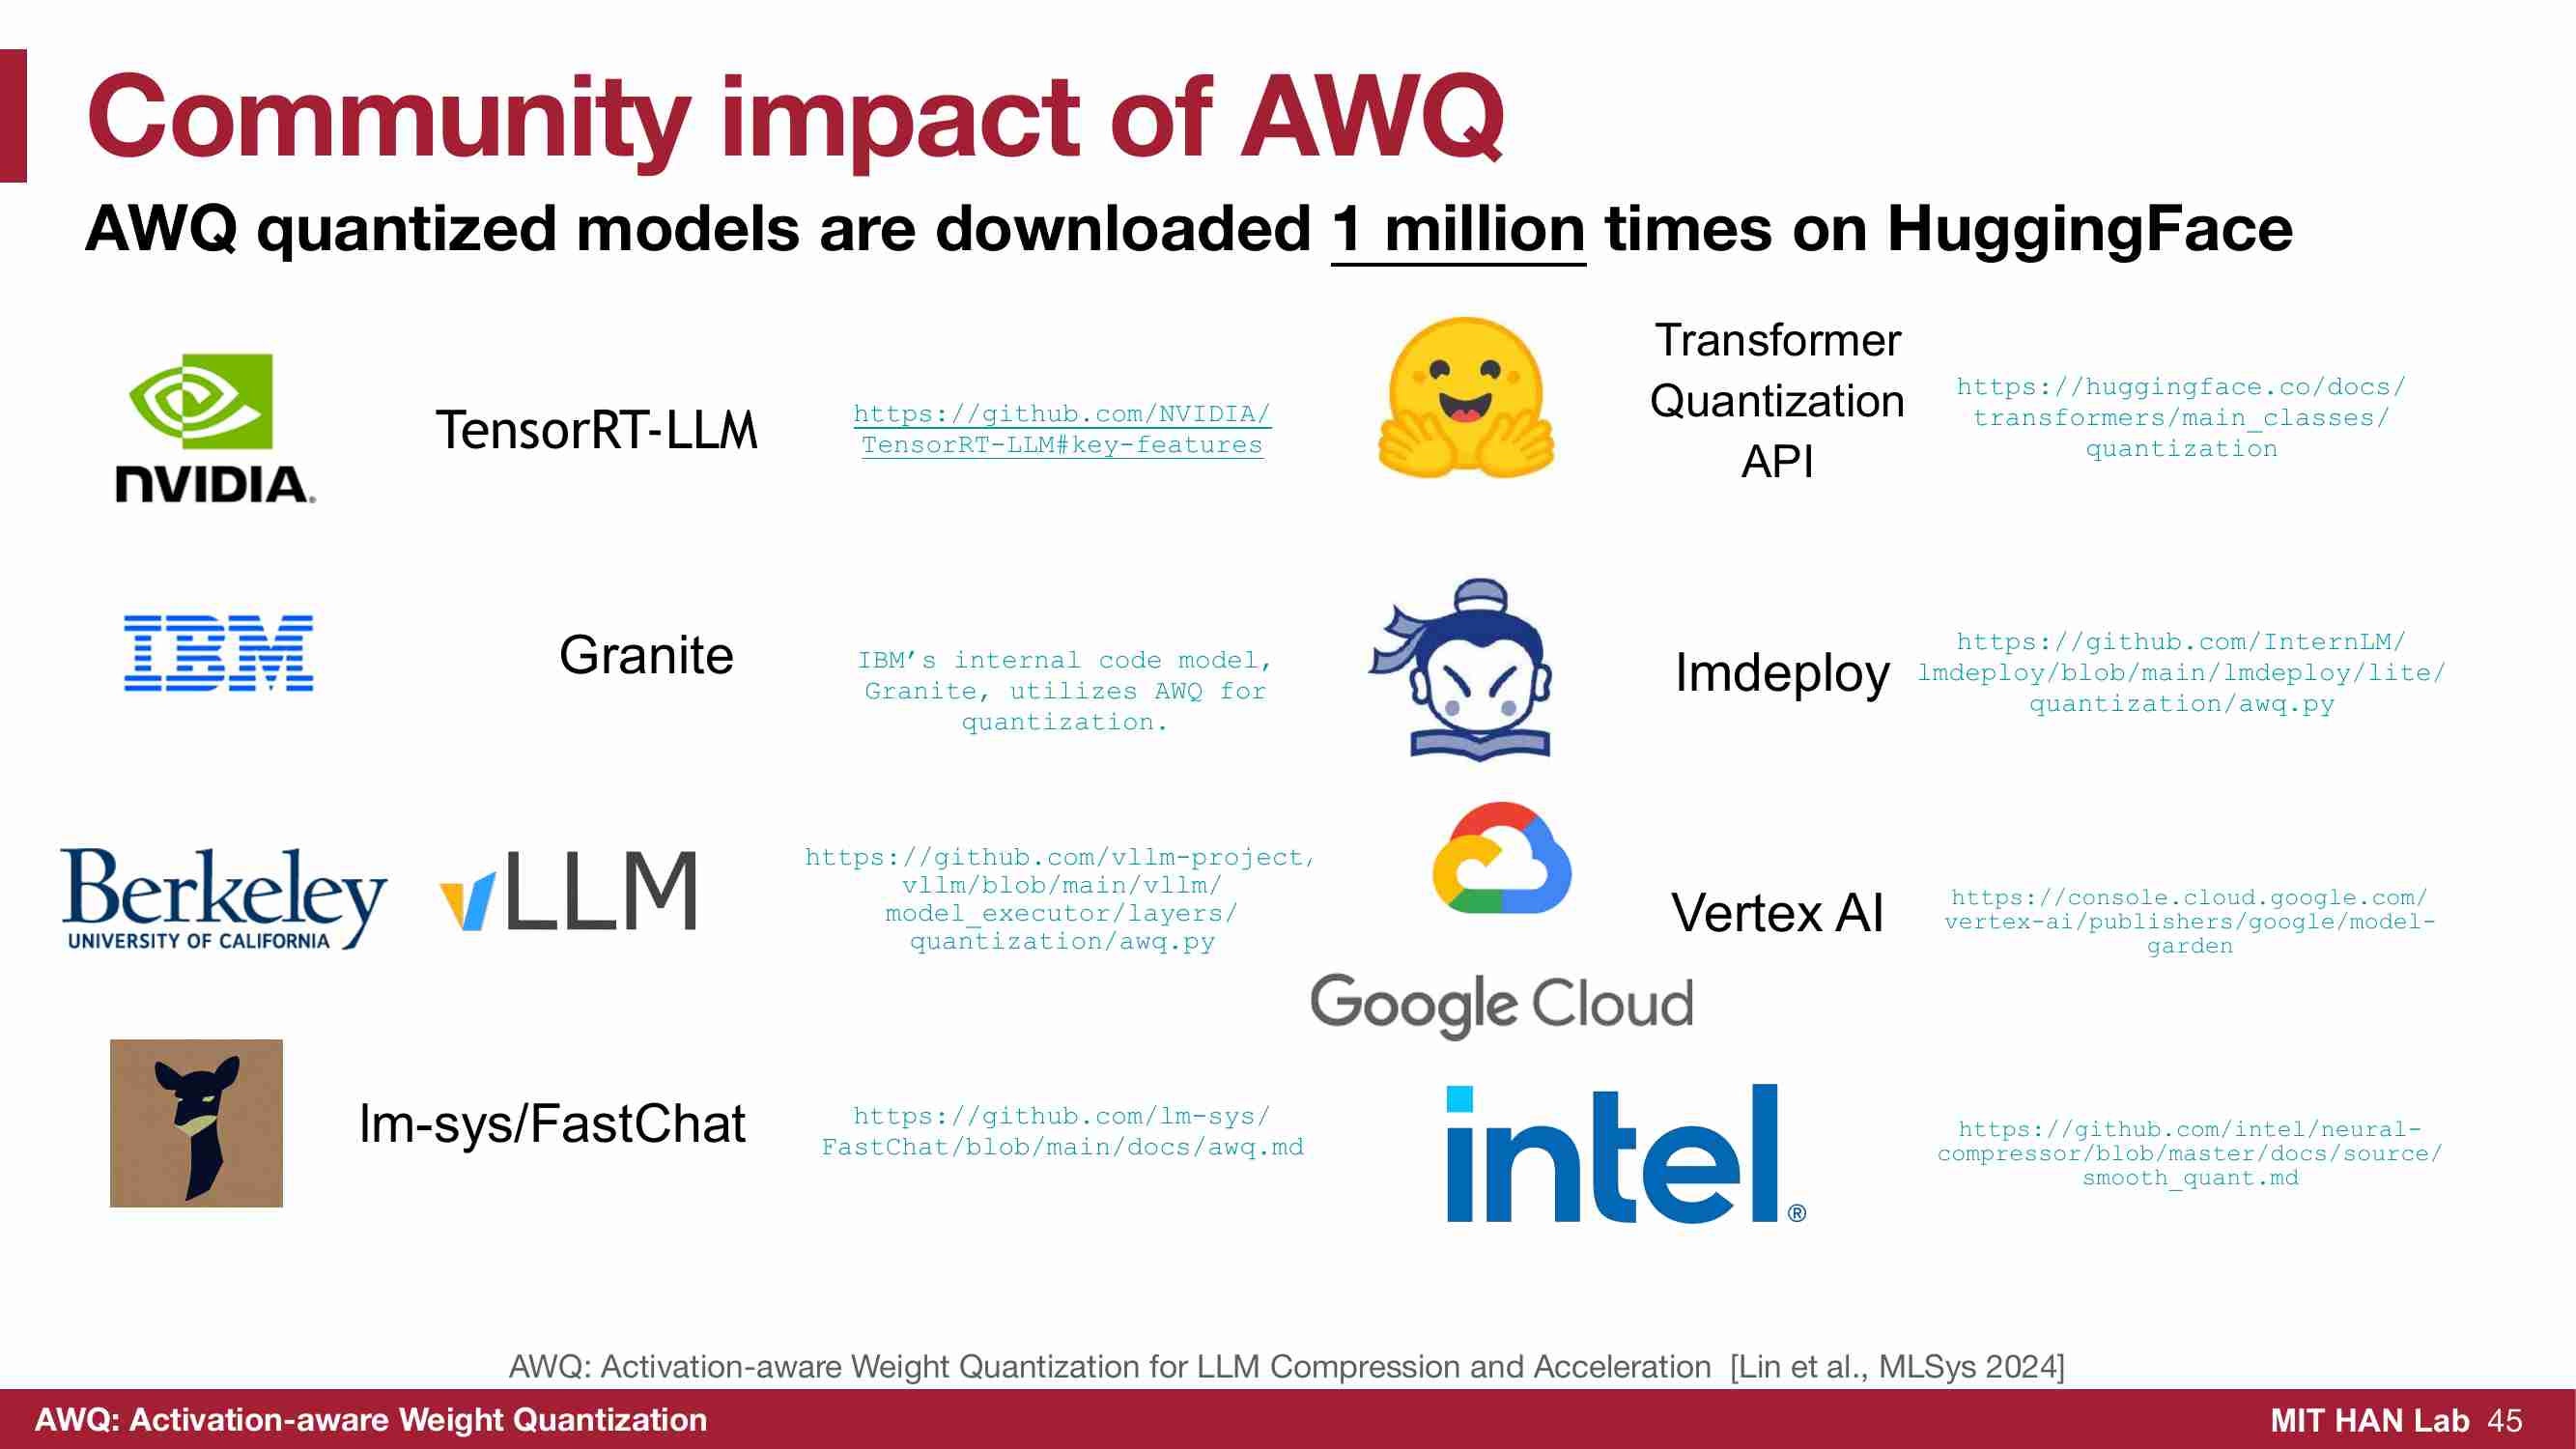 Community impact of AWQ
AWQ quantized models are downloaded 1 million times on HuggingFace
NVIDIA®
TensorRT-LLM
https://github.com/NVIDIA/
TensorRT-LLM#key-features
Transformer
Quantization
API
https://huggingface.co/docs/
transformers/main_classes/
quantization
IBM
Granite
IBM’s internal code model,
Granite, utilizes AWQ for
quantization.
lmdeploy
https://github.com/InternLM/
lmdeploy/blob/main/lmdeploy/lite/
quantization/awq.py
Berkeley
UNIVERSITY OF CALIFORNIA
vLLM
https://github.com/vllm-project,
vllm/blob/main/vllm/
model_executor/layers/
quantization/awq.py
Google Cloud
Vertex AI
https://console.cloud.google.com/
vertex-ai/publishers/google/model-
garden
lm-sys/FastChat
https://github.com/lm-sys/
FastChat/blob/main/docs/awq.md
intel®
https://github.com/intel/neural-
compressor/blob/master/docs/source/
smooth_quant.md
AWQ: Activation-aware Weight Quantization for LLM Compression and Acceleration [Lin et al., MLSys 2024]
AWQ: Activation-aware Weight Quantization
MIT HAN Lab 45